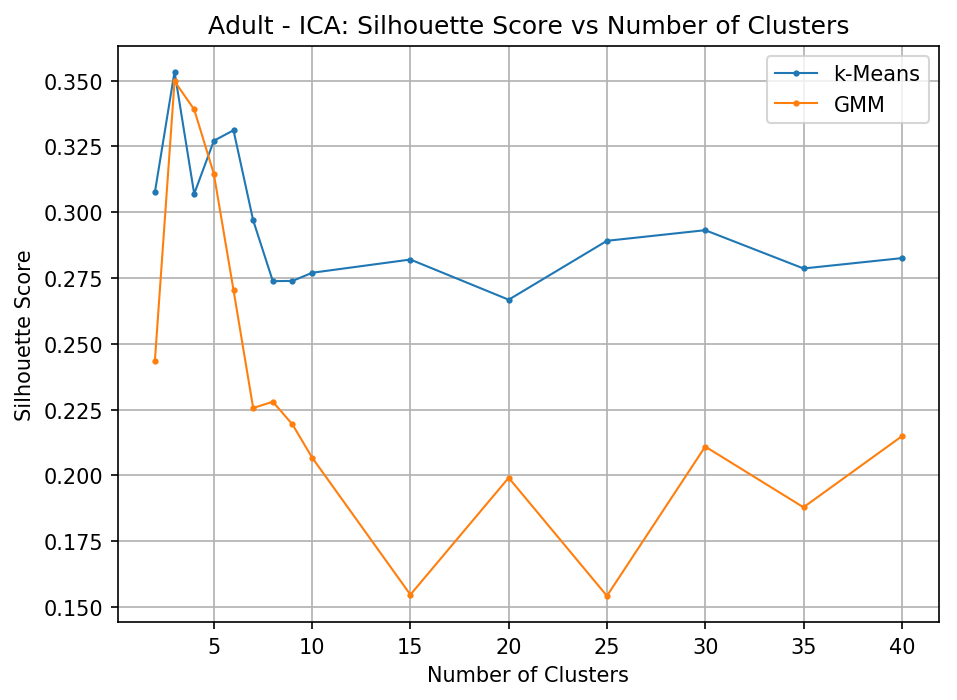 Adult - ICA: Silhouette Score vs Number of Clusters
k-Means
GMM
Silhouette Score
0.350
0.325
0.300
0.275
0.250
0.225
0.200
0.175
0.150
5 10 15 20 25 30 35 40
Number of Clusters